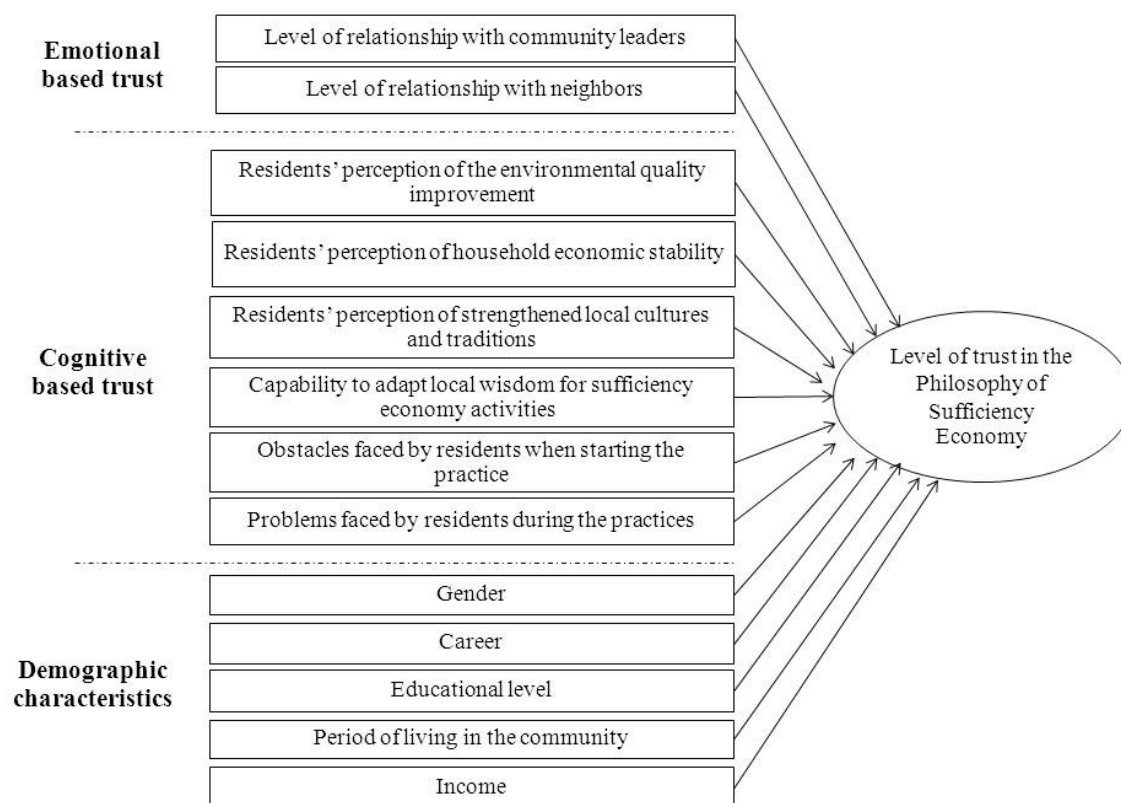 Emotional
based trust
Level of relationship with community leaders
Level of relationship with neighbors
Cognitive
based trust
Residents’ perception of the environmental quality
improvement
Residents’ perception of household economic stability
Residents’ perception of strengthened local cultures
and traditions
Capability to adapt local wisdom for sufficiency
economy activities
Obstacles faced by residents when starting the
practice
Problems faced by residents during the practices
Demographic
characteristics
Gender
Career
Educational level
Period of living in the community
Income
Level of trust in the
Philosophy of
Sufficiency
Economy